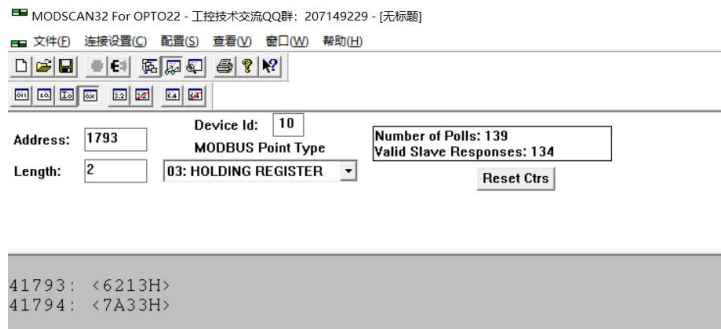 MODSCAN32 For OPTO22 - 工控技术交流QQ群：207149229 - [无标题]
文件(F) 连接设置(C) 配置(S) 查看(V) 窗口(W) 帮助(H)
Address: 1793
Device Id: 10
MODBUS Point Type
Length: 2
03: HOLDING REGISTER
Number of Polls: 139
Valid Slave Responses: 134
Reset Ctrs
41793: <6213H>
41794: <7A33H>